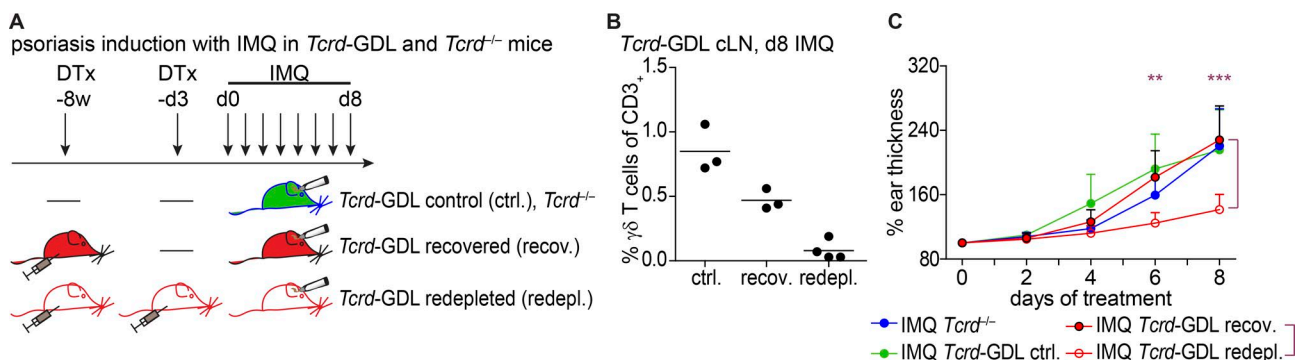 A
psoriasis induction with IMQ in Tcrd-GDL and Tcrd–/– mice
DTx DTx IMQ
-8w -d3 d0 d8
Tcrd-GDL control (ctrl.), Tcrd–/–
Tcrd-GDL recovered (recov.)
Tcrd-GDL redepleted (redepl.)
B
Tcrd-GDL cLN, d8 IMQ
% γδ T cells of CD3+
1.5
1.0
0.5
0.0
ctrl. recov. redepl.
C
% ear thickness
320
240
160
80
** ***
0 2 4 6 8
days of treatment
IMQ Tcrd–/– IMQ Tcrd-GDL recov.
IMQ Tcrd-GDL ctrl. IMQ Tcrd-GDL redepl.